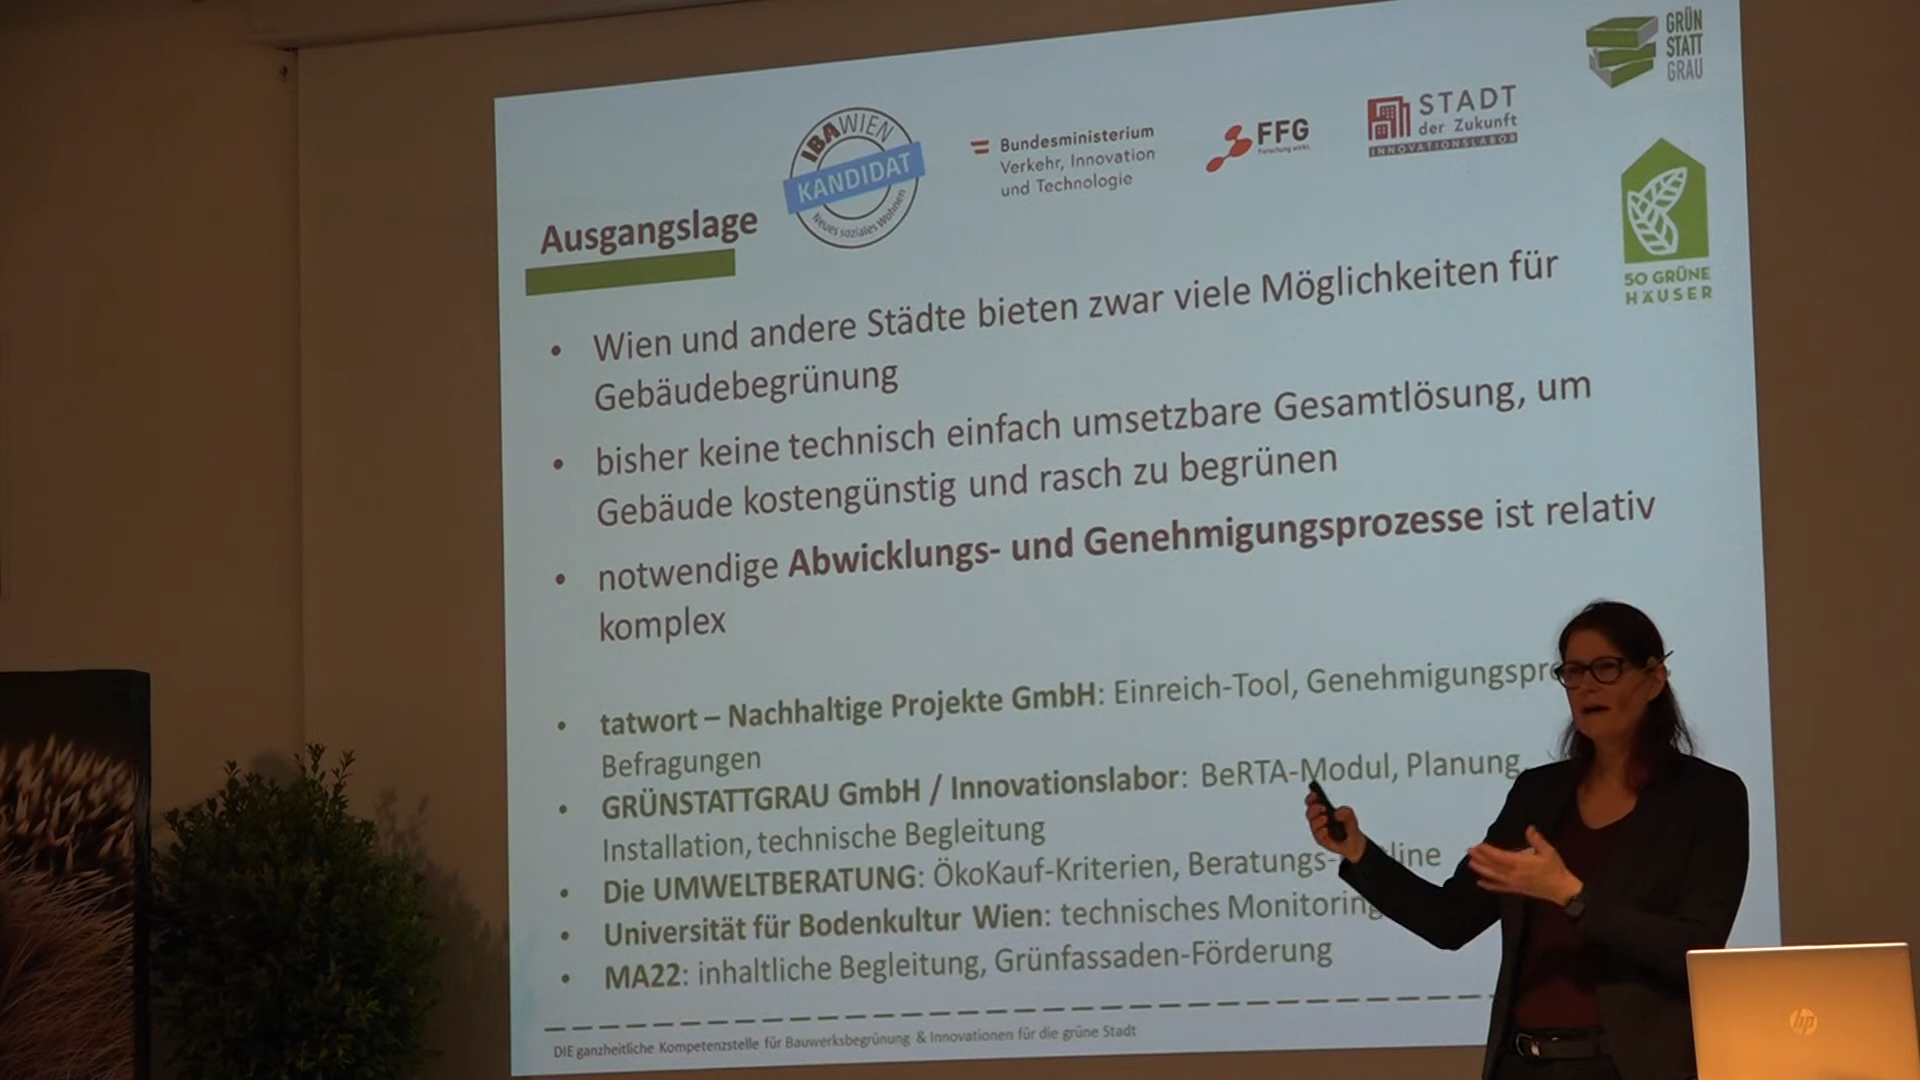 GRÜN
STATT
GRAU
IBA WIEN
KANDIDAT
Neues soziales Wohnen
Bundesministerium
Verkehr, Innovation
und Technologie
FFG
Forschung wirkt.
STADT
der Zukunft
INNOVATIONSLABOR
50 GRÜNE
HÄUSER
Ausgangslage
• Wien und andere Städte bieten zwar viele Möglichkeiten für
Gebäudebegrünung
• bisher keine technisch einfach umsetzbare Gesamtlösung, um
Gebäude kostengünstig und rasch zu begrünen
• notwendige Abwicklungs- und Genehmigungsprozesse ist relativ
komplex
• tatwort – Nachhaltige Projekte GmbH: Einreich-Tool,
Befragungen
• GRÜNSTATTGRAU GmbH / Innovationslabor: BeRTA-Modul, Planung,
Installation, technische Begleitung
• Die UMWELTBERATUNG: ÖkoKauf-Kriterien, Beratungs-
• Universität für Bodenkultur Wien: technisches Monitoring
• MA22: inhaltliche Begleitung, Grünfassaden-Förderung
DIE ganzheitliche Kompetenzstelle für Bauwerksbegrünung & Innovationen für die grüne Stadt
hp